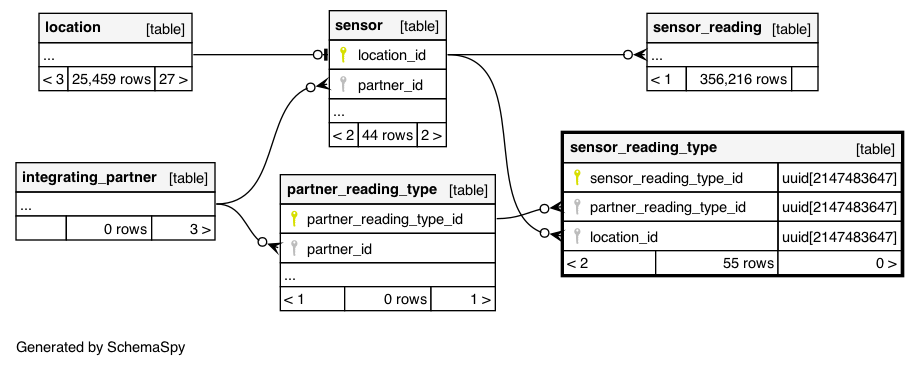 location [table]
...
< 3 25,459 rows 27 >
sensor [table]
location_id
partner_id
...
< 2 44 rows 2 >
sensor_reading [table]
...
< 1 356,216 rows
integrating_partner [table]
...
0 rows 3 >
partner_reading_type [table]
partner_reading_type_id
partner_id
...
< 1 0 rows 1 >
sensor_reading_type [table]
sensor_reading_type_id uuid[2147483647]
partner_reading_type_id uuid[2147483647]
location_id uuid[2147483647]
< 2 55 rows 0 >
Generated by SchemaSpy